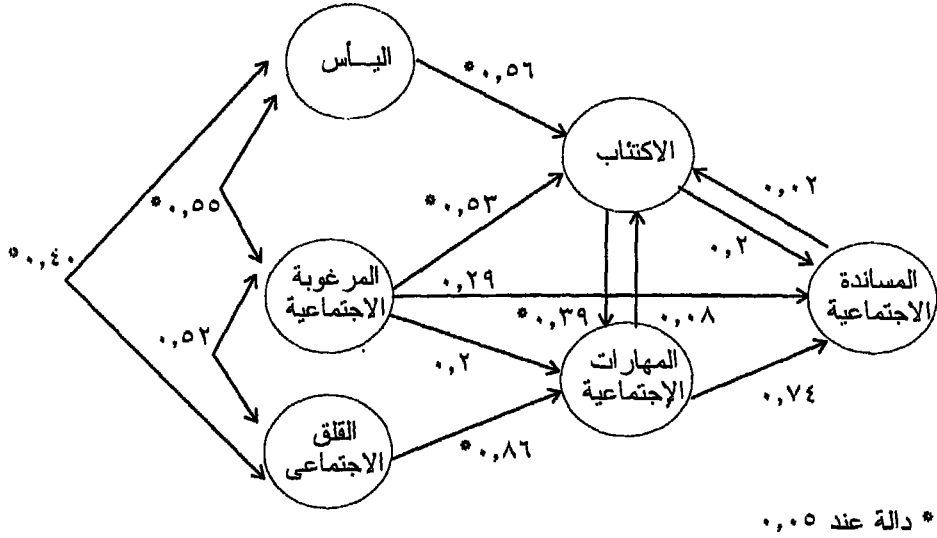 اليـــأس
*٠,٥٦
الاكتئاب
٠,٠٢
*٠,٥٥
*٠,٥٣
٠,٢
*٠,٤٠
المرغوبة
الاجتماعية
٠,٢٩
المساندة
الاجتماعية
*٠,٣٩
٠,٠٨
٠,٥٢
٠,٢
المهارات
الإجتماعية
٠,٧٤
القلق
الاجتماعى
*٠,٨٦
* دالة عند ٠,٠٥